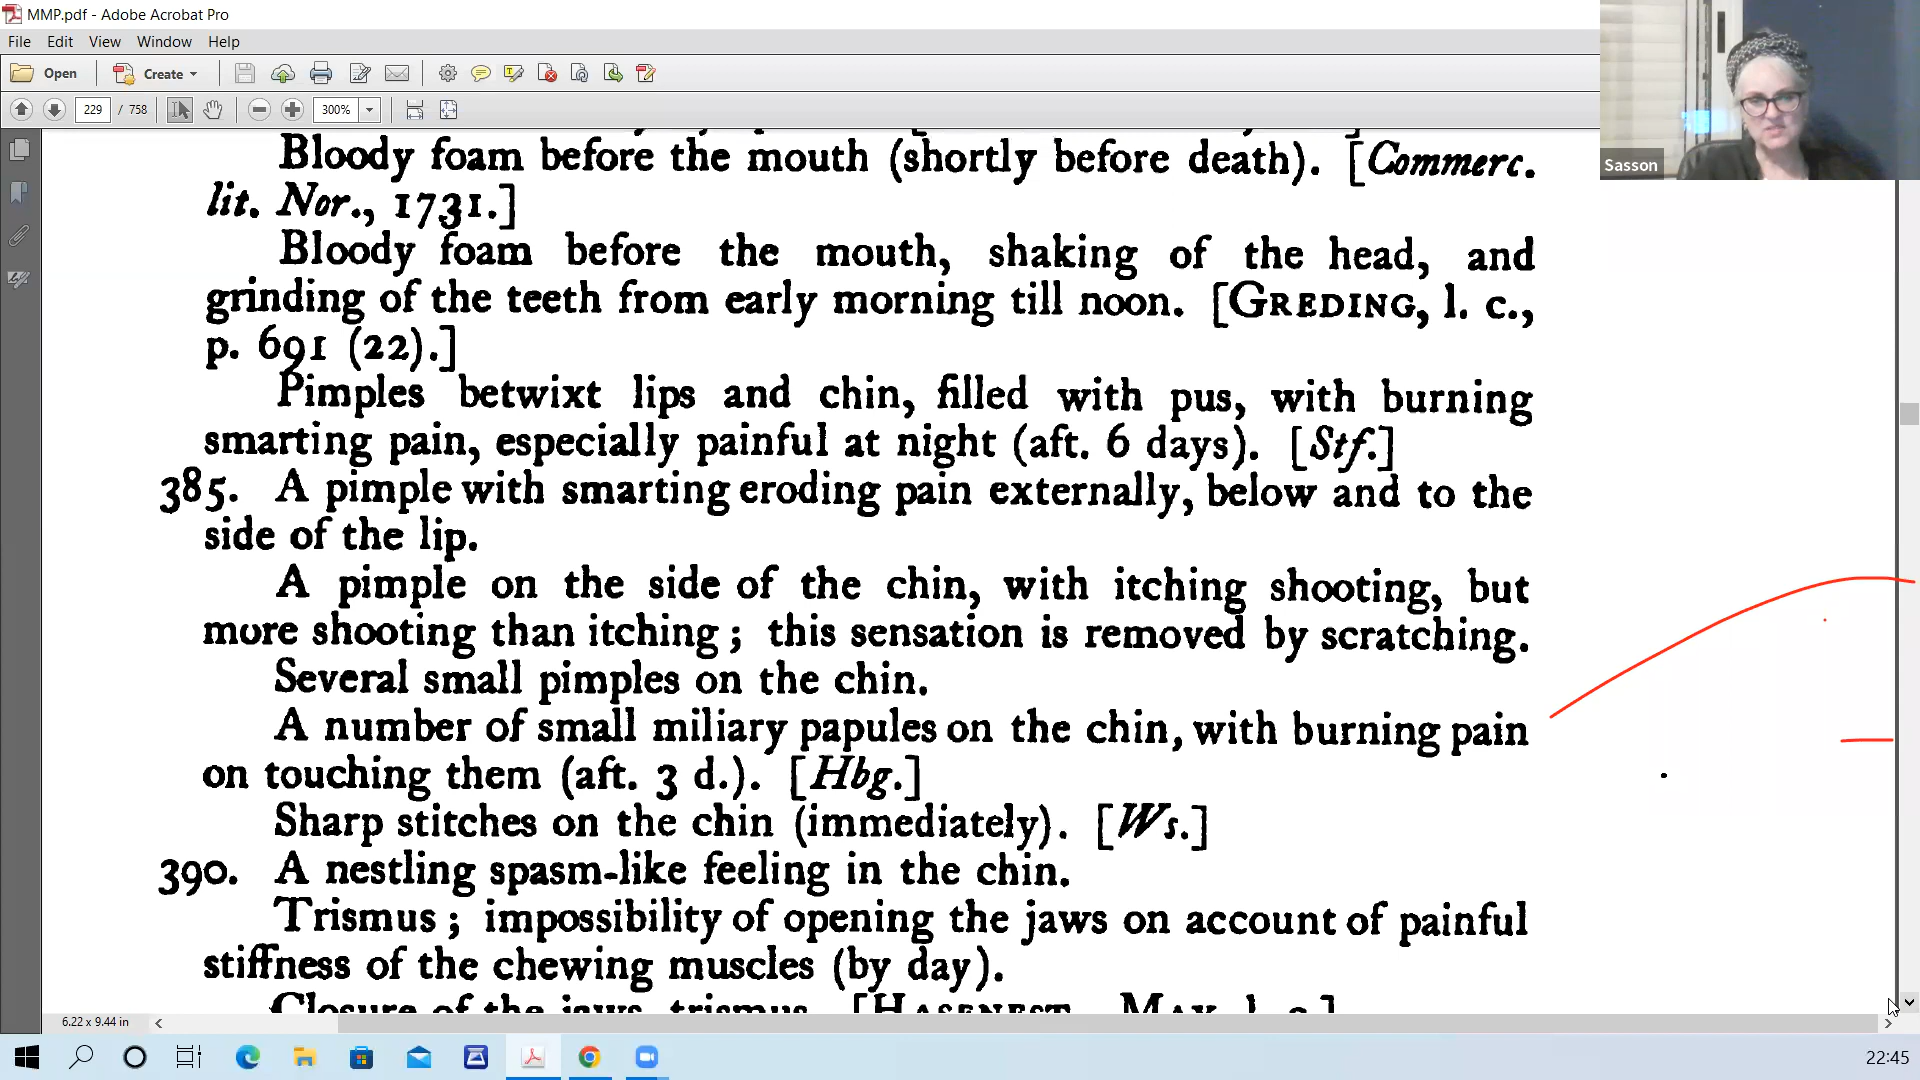 MMP.pdf - Adobe Acrobat Pro
File Edit View Window Help
Open Create
229 / 758 300%
Sasson
Bloody foam before the mouth (shortly before death). [Commerc.
lit. Nor., 1731.]
Bloody foam before the mouth, shaking of the head, and
grinding of the teeth from early morning till noon. [GREDING, l. c.,
p. 691 (22).]
Pimples betwixt lips and chin, filled with pus, with burning
smarting pain, especially painful at night (aft. 6 days). [Stf.]
385. A pimple with smarting eroding pain externally, below and to the
side of the lip.
A pimple on the side of the chin, with itching shooting, but
more shooting than itching; this sensation is removed by scratching.
Several small pimples on the chin.
A number of small miliary papules on the chin, with burning pain
on touching them (aft. 3 d.). [Hbg.]
Sharp stitches on the chin (immediately). [Ws.]
390. A nestling spasm-like feeling in the chin.
Trismus; impossibility of opening the jaws on account of painful
stiffness of the chewing muscles (by day).
Closure of the jaws, trismus. [HASENEST, MAY, l. c.]
6.22 x 9.44 in
22:45